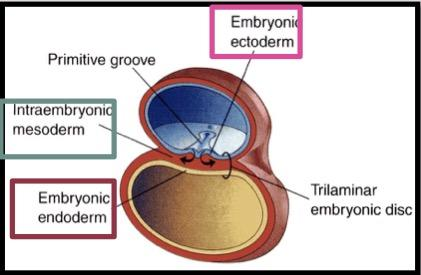 Embryonic
ectoderm
Primitive groove
Intraembryonic
mesoderm
Embryonic
endoderm
Trilaminar
embryonic disc